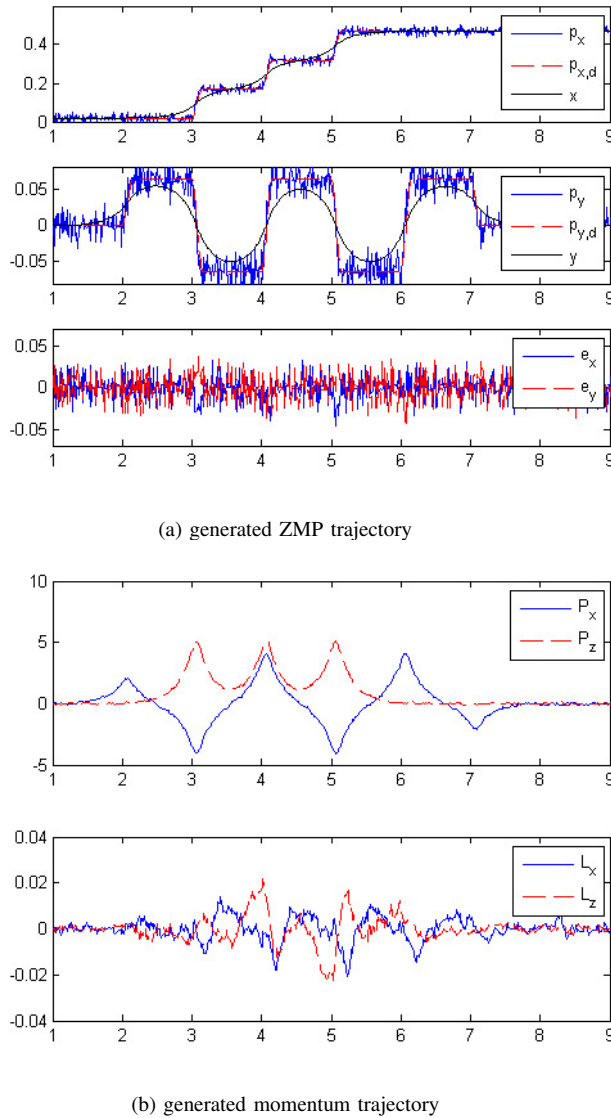 0.4
0.2
0
p_x
p_x,d
x
1 2 3 4 5 6 7 8 9
0.05
0
-0.05
p_y
p_y,d
y
1 2 3 4 5 6 7 8 9
0.05
0
-0.05
e_x
e_y
1 2 3 4 5 6 7 8 9
(a) generated ZMP trajectory
10
5
0
-5
P_x
P_z
1 2 3 4 5 6 7 8 9
0.04
0.02
0
-0.02
-0.04
L_x
L_z
1 2 3 4 5 6 7 8 9
(b) generated momentum trajectory